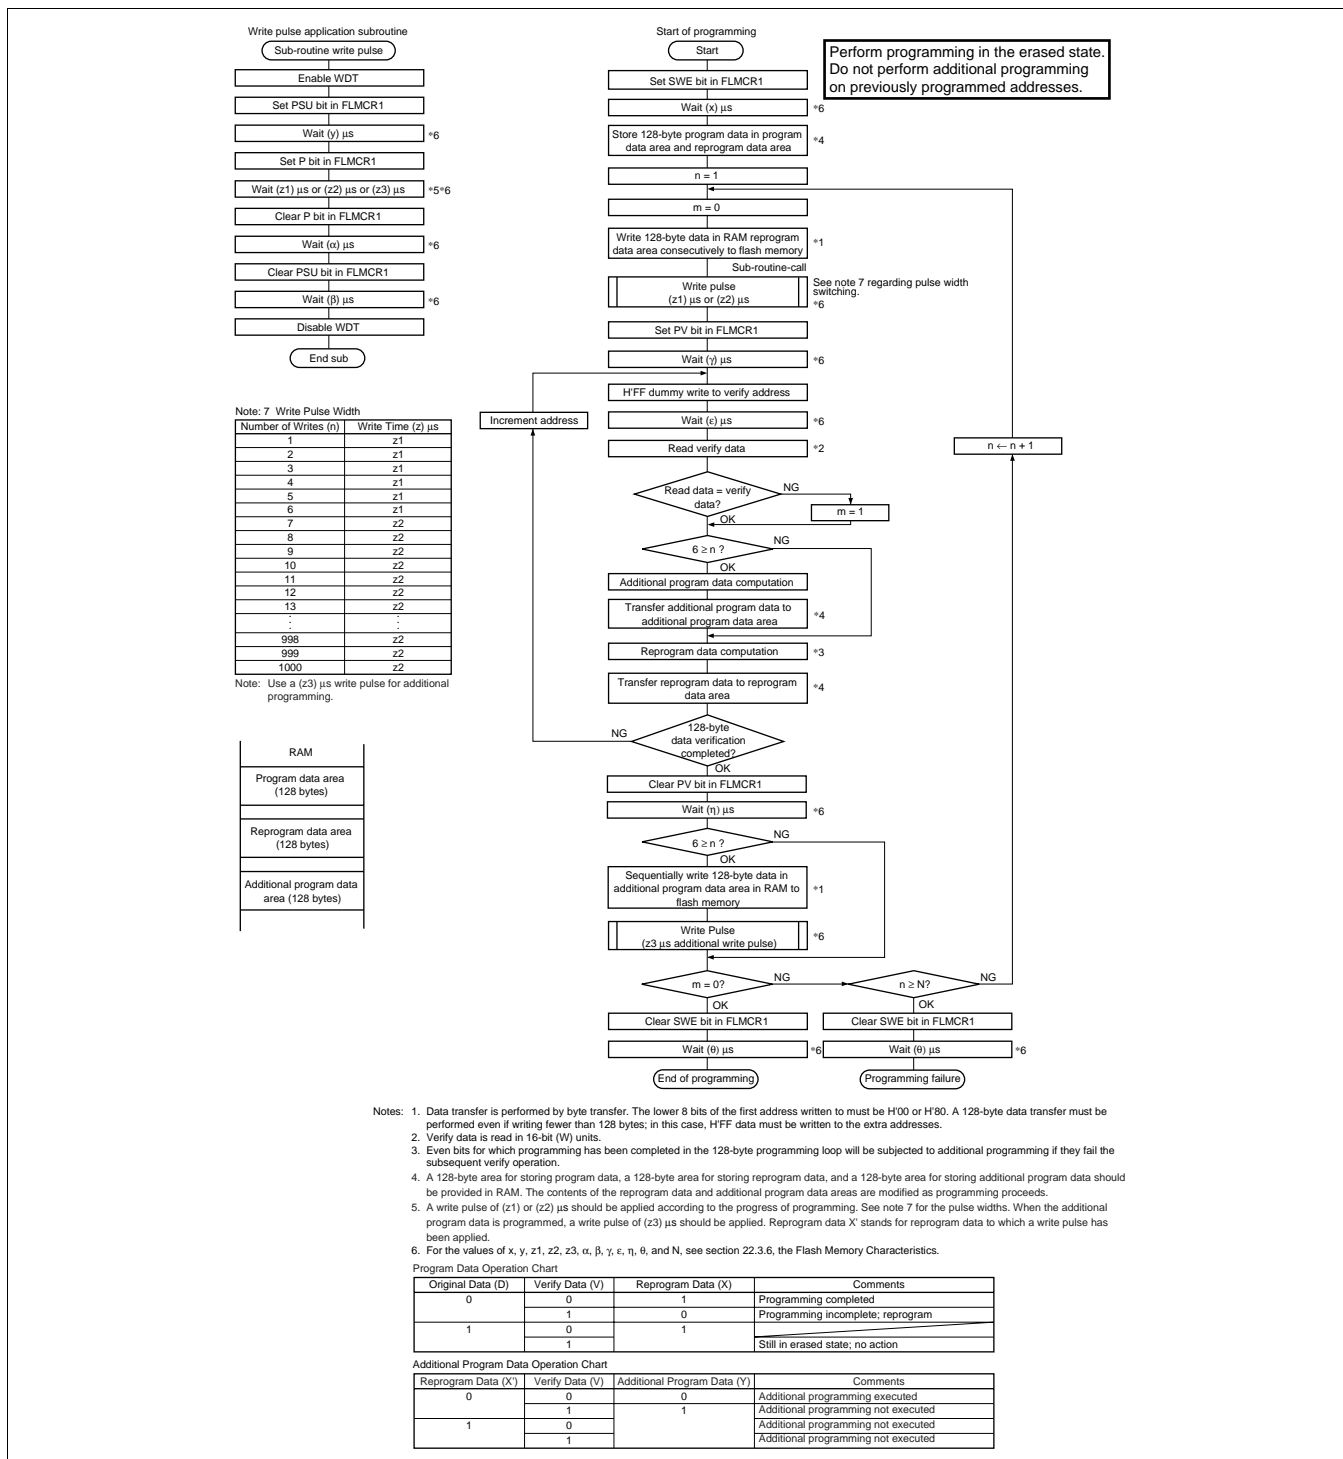 Write pulse application subroutine
Sub-routine write pulse
Enable WDT
Set PSU bit in FLMCR1
Wait (y) μs *6
Set P bit in FLMCR1
Wait (z1) μs or (z2) μs or (z3) μs *5*6
Clear P bit in FLMCR1
Wait (α) μs *6
Clear PSU bit in FLMCR1
Wait (β) μs *6
Disable WDT
End sub
Note: 7 Write Pulse Width
Number of Writes (n) Write Time (z) μs
1 z1
2 z1
3 z1
4 z1
5 z1
6 z1
7 z2
8 z2
9 z2
10 z2
11 z2
12 z2
13 z2
998 z2
999 z2
1000 z2
Note: Use a (z3) μs write pulse for additional
programming.
RAM
Program data area
(128 bytes)
Reprogram data area
(128 bytes)
Additional program data
area (128 bytes)
Start of programming
Start
Perform programming in the erased state.
Do not perform additional programming
on previously programmed addresses.
Set SWE bit in FLMCR1
Wait (x) μs *6
Store 128-byte program data in program
data area and reprogram data area *4
n = 1
m = 0
Write 128-byte data in RAM reprogram
data area consecutively to flash memory *1
Sub-routine-call
Write pulse
(z1) μs or (z2) μs
See note 7 regarding pulse width
switching.
*6
Set PV bit in FLMCR1
Wait (γ) μs *6
H'FF dummy write to verify address
Increment address
Wait (ε) μs *6
Read verify data *2
n ← n + 1
Read data = verify
data?
NG
m = 1
OK
6 ≥ n ?
NG
OK
Additional program data computation
Transfer additional program data to
additional program data area *4
Reprogram data computation *3
Transfer reprogram data to reprogram
data area *4
128-byte
data verification
completed?
NG
OK
Clear PV bit in FLMCR1
Wait (η) μs *6
6 ≥ n ?
NG
OK
Sequentially write 128-byte data in
additional program data area in RAM to
flash memory *1
Write Pulse
(z3 μs additional write pulse) *6
m = 0? NG n ≥ N? NG
OK OK
Clear SWE bit in FLMCR1 Clear SWE bit in FLMCR1
Wait (θ) μs *6 Wait (θ) μs *6
End of programming Programming failure
Notes: 1. Data transfer is performed by byte transfer. The lower 8 bits of the first address written to must be H'00 or H'80. A 128-byte data transfer must be
performed even if writing fewer than 128 bytes; in this case, H'FF data must be written to the extra addresses.
2. Verify data is read in 16-bit (W) units.
3. Even bits for which programming has been completed in the 128-byte programming loop will be subjected to additional programming if they fail the
subsequent verify operation.
4. A 128-byte area for storing program data, a 128-byte area for storing reprogram data, and a 128-byte area for storing additional program data should
be provided in RAM. The contents of the reprogram data and additional program data areas are modified as programming proceeds.
5. A write pulse of (z1) or (z2) μs should be applied according to the progress of programming. See note 7 for the pulse widths. When the additional
program data is programmed, a write pulse of (z3) μs should be applied. Reprogram data X' stands for reprogram data to which a write pulse has
been applied.
6. For the values of x, y, z1, z2, z3, α, β, γ, ε, η, θ, and N, see section 22.3.6, the Flash Memory Characteristics.
Program Data Operation Chart
Original Data (D) Verify Data (V) Reprogram Data (X) Comments
0 0 1 Programming completed
1 0 Programming incomplete; reprogram
1 0 1
1 Still in erased state; no action
Additional Program Data Operation Chart
Reprogram Data (X') Verify Data (V) Additional Program Data (Y) Comments
0 0 0 Additional programming executed
1 1 Additional programming not executed
1 0 Additional programming not executed
1 Additional programming not executed